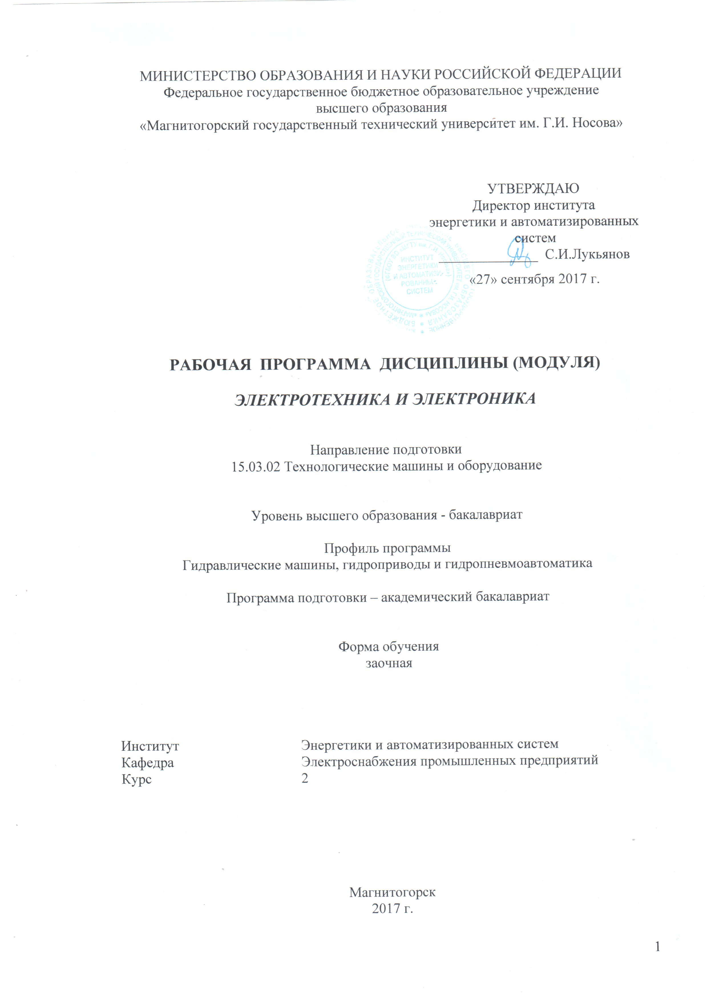 МИНИСТЕРСТВО ОБРАЗОВАНИЯ И НАУКИ РОССИЙСКОЙ ФЕДЕРАЦИИ
Федеральное государственное бюджетное образовательное учреждение
высшего образования
«Магнитогорский государственный технический университет им. Г.И. Носова»
УТВЕРЖДАЮ
Директор института
энергетики и автоматизированных
систем
С.И.Лукьянов
«27» сентября 2017 г.
ИНСТИТУТ
ЭНЕРГЕТИКИ
И АВТОМАТИЗИ-
РОВАННЫХ
СИСТЕМ
РАБОЧАЯ ПРОГРАММА ДИСЦИПЛИНЫ (МОДУЛЯ)
ЭЛЕКТРОТЕХНИКА И ЭЛЕКТРОНИКА
Направление подготовки
15.03.02 Технологические машины и оборудование
Уровень высшего образования - бакалавриат
Профиль программы
Гидравлические машины, гидроприводы и гидропневмоавтоматика
Программа подготовки – академический бакалавриат
Форма обучения
заочная
Институт Энергетики и автоматизированных систем
Кафедра Электроснабжения промышленных предприятий
Курс 2
Магнитогорск
2017 г.
1